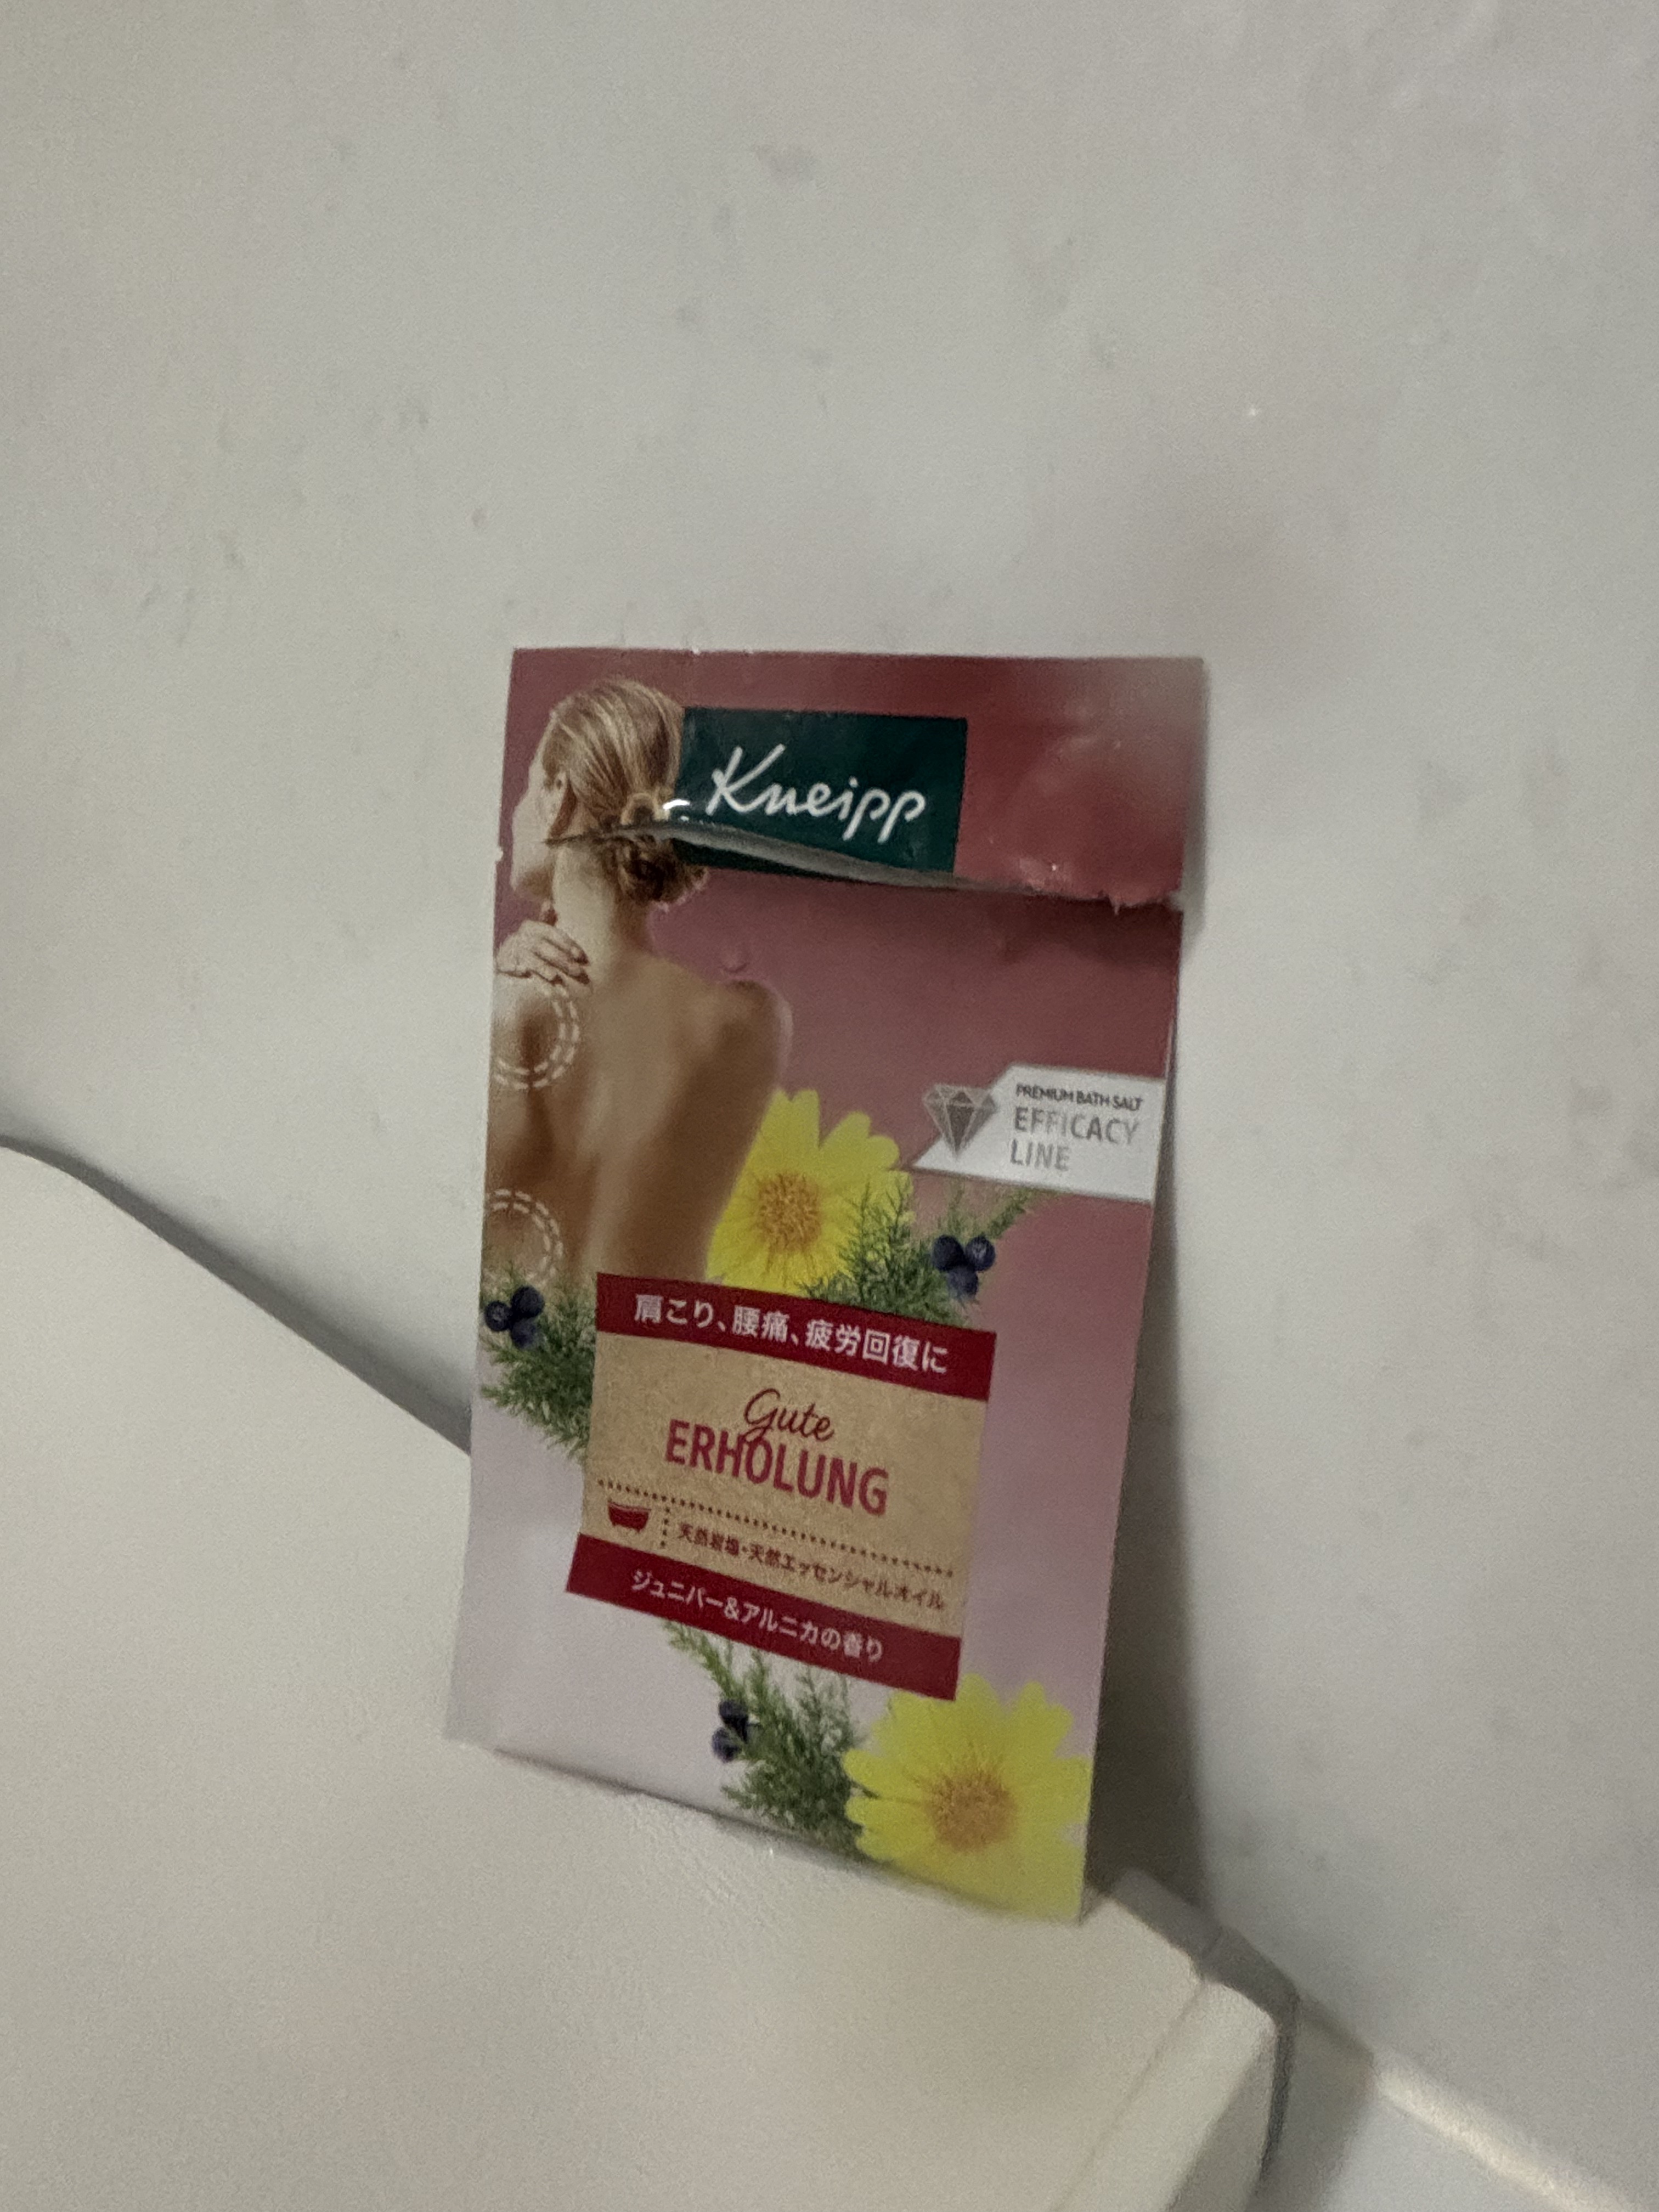 Kneipp
PREMIUM BATH SALT
EFFICACY
LINE
肩こり、腰痛、疲労回復に
Gute
ERHOLUNG
天然岩塩・天然エッセンシャルオイル
ジュニパー&アルニカの香り